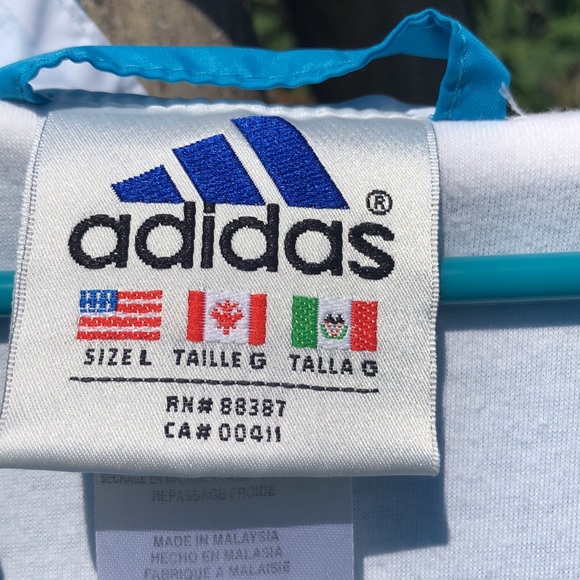 adidas®
SIZE L TAILLE G TALLA G
RN# 88387
CA# 00411
REPASSAGE FROIDE
MADE IN MALAYSIA
HECHO EN MALASIA
FABRIQUE A MALAISIE